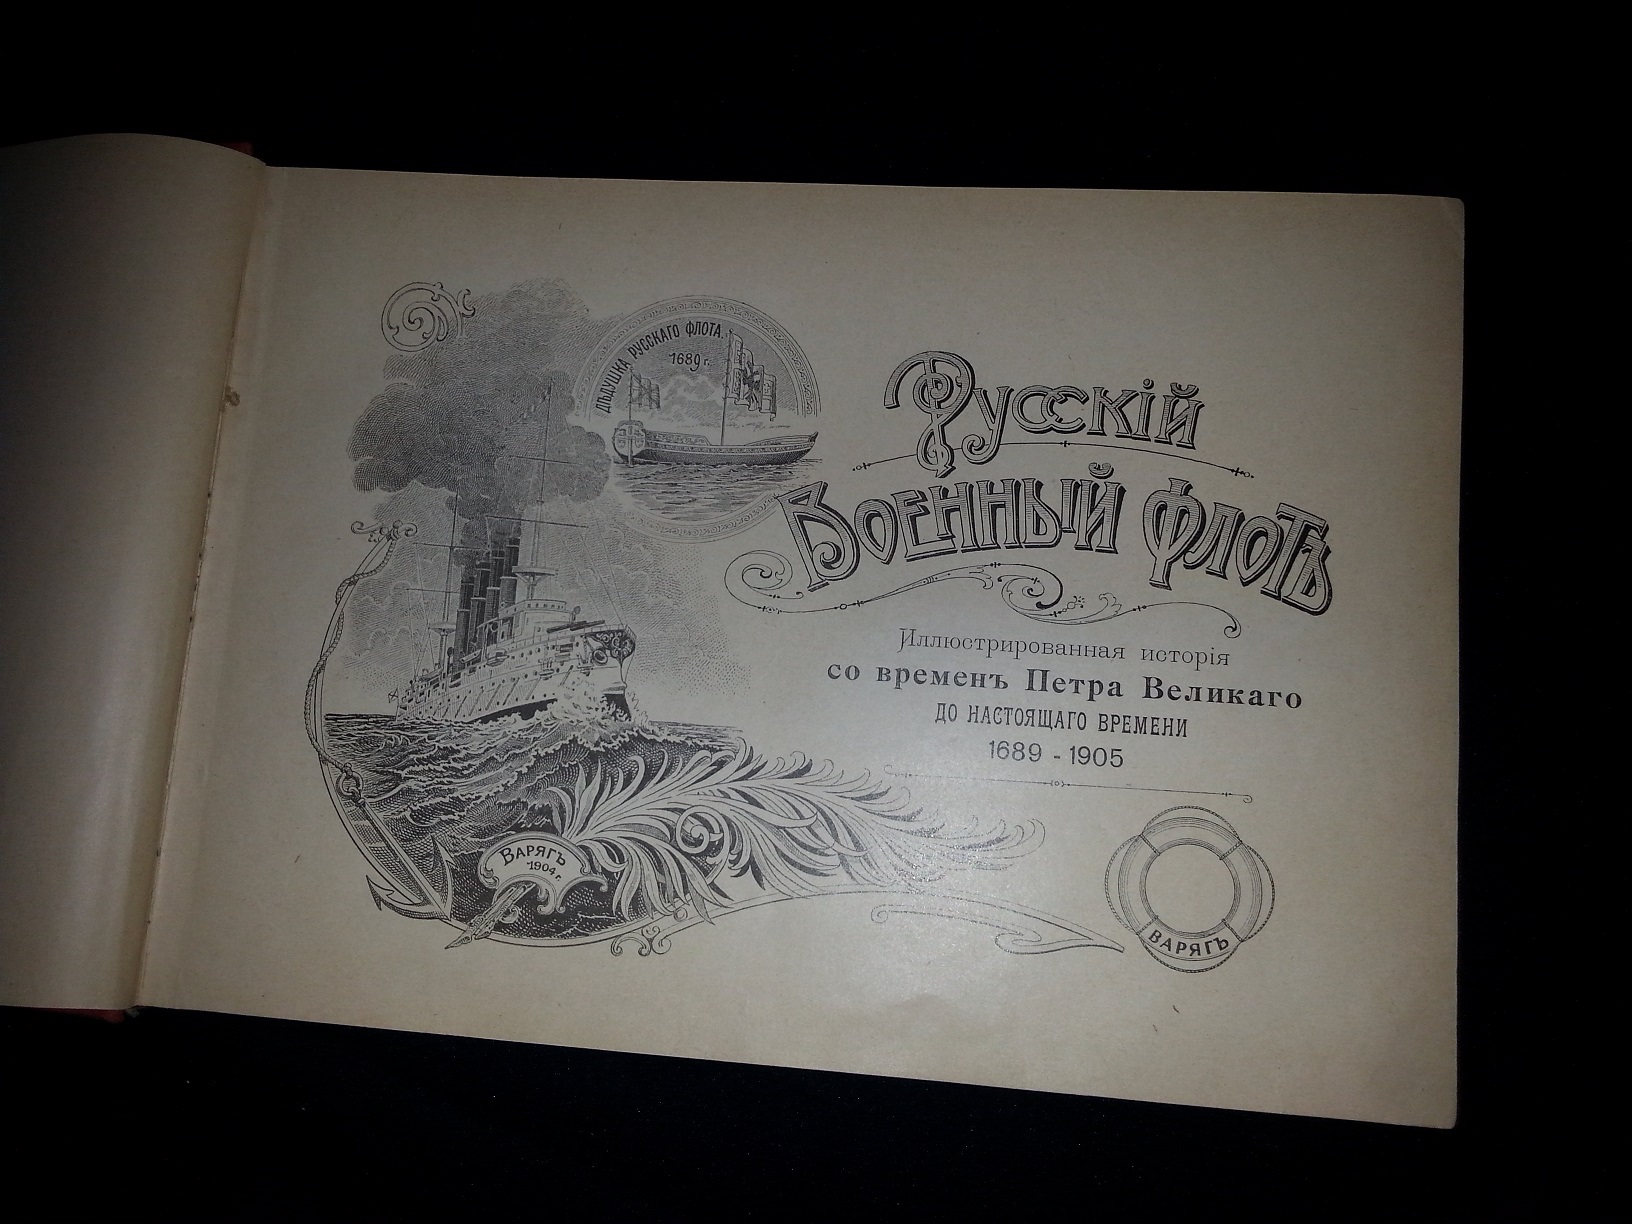 ДѢДУШКА РУССКАГО ФЛОТА.
1689 г.
Русскій
Военный Флотъ
Иллюстрированная исторія
со временъ Петра Великаго
ДО НАСТОЯЩАГО ВРЕМЕНИ
1689 - 1905
ВАРЯГЪ
1904 г.
ВАРЯГЪ